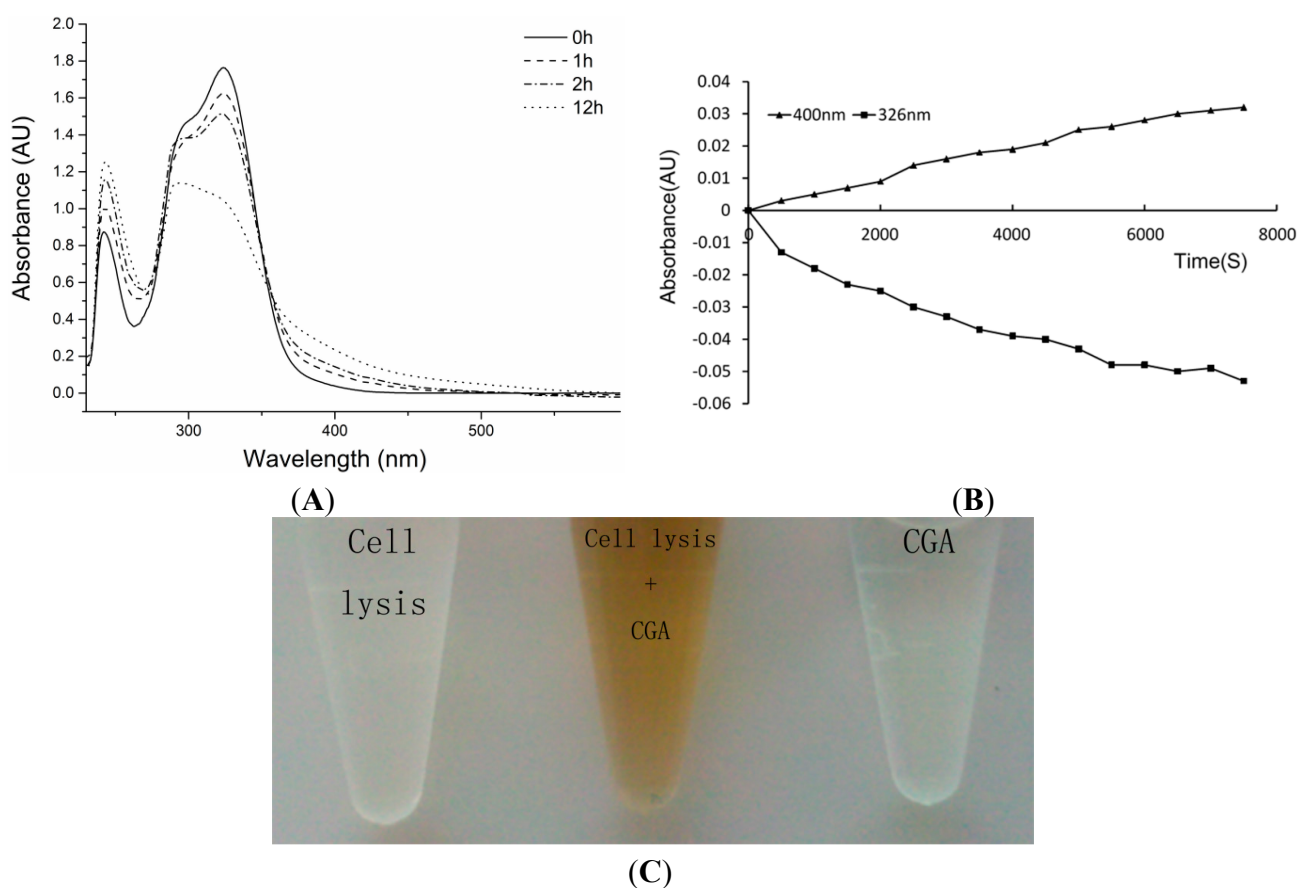 2.0
1.8
1.6
1.4
1.2
1.0
0.8
0.6
0.4
0.2
0.0
Absorbance (AU)
300
400
500
Wavelength (nm)
0h
1h
2h
12h
(A)
0.04
0.03
0.02
0.01
0
-0.01
-0.02
-0.03
-0.04
-0.05
-0.06
Absorbance(AU)
400nm 326nm
0 2000 4000 6000 8000
Time(S)
(B)
Cell
lysis
Cell lysis
+
CGA
CGA
(C)